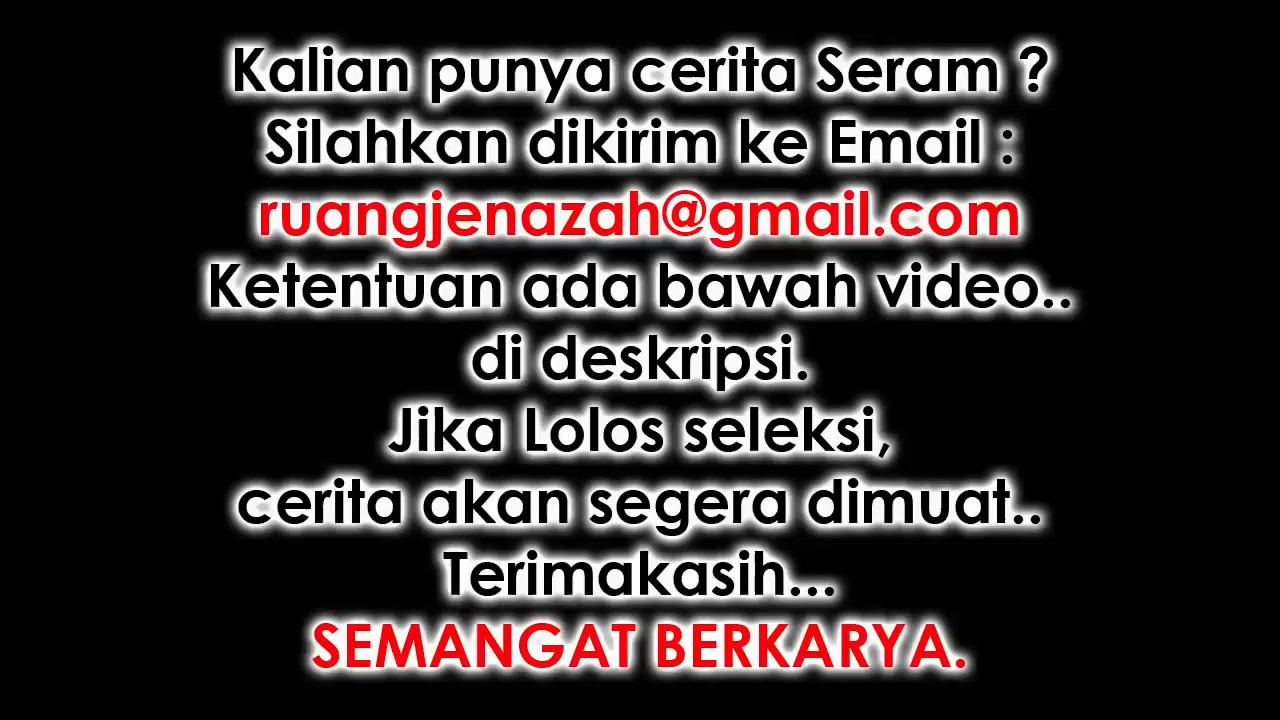 Kalian punya cerita Seram ?
Silahkan dikirim ke Email :
ruangjenazah@gmail.com
Ketentuan ada bawah video..
di deskripsi.
Jika Lolos seleksi,
cerita akan segera dimuat..
Terimakasih...
SEMANGAT BERKARYA.